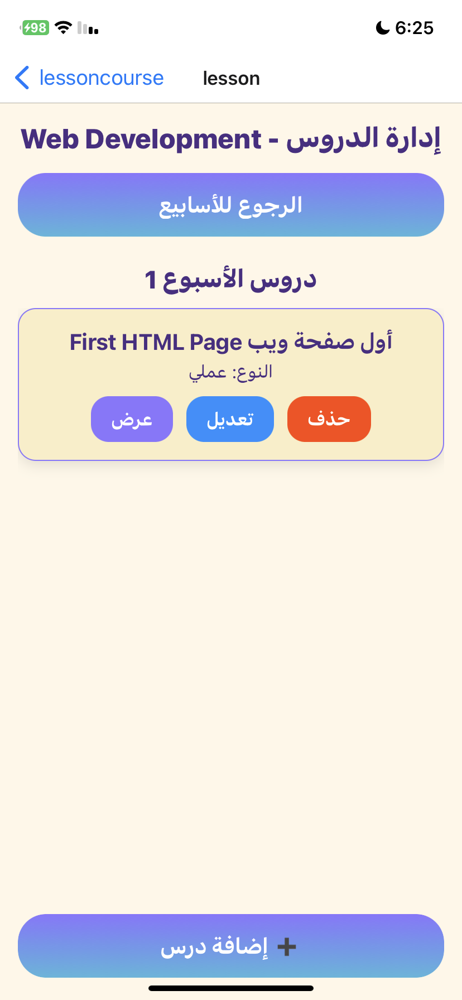 98 6:25
lessoncourse lesson
إدارة الدروس - Web Development
الرجوع للأسابيع
دروس الأسبوع 1
أول صفحة ويب First HTML Page
النوع: عملي
حذف تعديل عرض
➕ إضافة درس